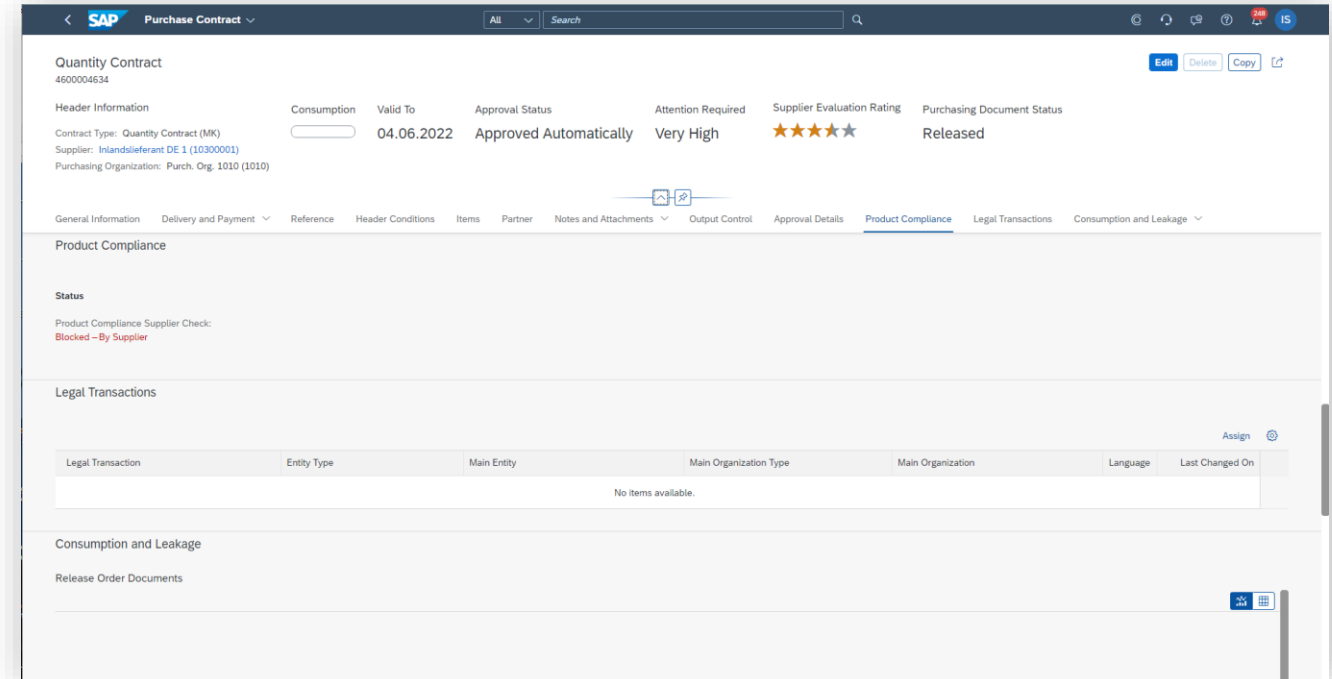 SAP Purchase Contract All Search 248 IS
Quantity Contract
4600004634
Edit Delete Copy
Header Information
Contract Type: Quantity Contract (MK)
Supplier: Inlandslieferant DE 1 (10300001)
Purchasing Organization: Purch. Org. 1010 (1010)
Consumption
Valid To
04.06.2022
Approval Status
Approved Automatically
Attention Required
Very High
Supplier Evaluation Rating
Purchasing Document Status
Released
General Information Delivery and Payment Reference Header Conditions Items Partner Notes and Attachments Output Control Approval Details Product Compliance Legal Transactions Consumption and Leakage
Product Compliance
Status
Product Compliance Supplier Check:
Blocked – By Supplier
Legal Transactions
Assign
Legal Transaction Entity Type Main Entity Main Organization Type Main Organization Language Last Changed On
No items available.
Consumption and Leakage
Release Order Documents